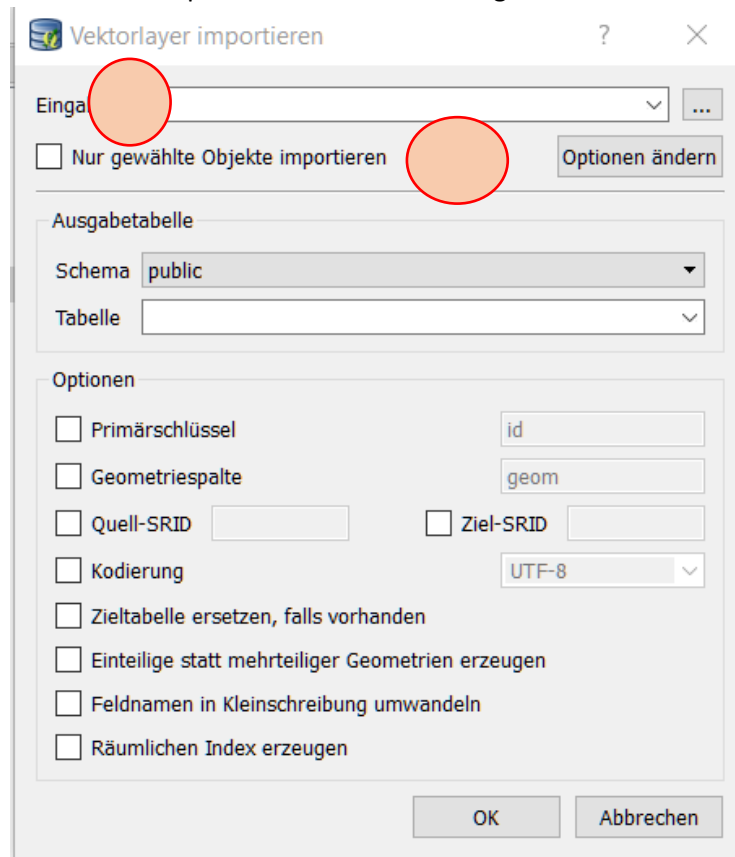 Vektorlayer importieren ? ×
Einga
...
Nur gewählte Objekte importieren
Optionen ändern
Ausgabetabelle
Schema public
Tabelle
Optionen
Primärschlüssel id
Geometriespalte geom
Quell-SRID Ziel-SRID
Kodierung UTF-8
Zieltabelle ersetzen, falls vorhanden
Einteilige statt mehrteiliger Geometrien erzeugen
Feldnamen in Kleinschreibung umwandeln
Räumlichen Index erzeugen
OK Abbrechen